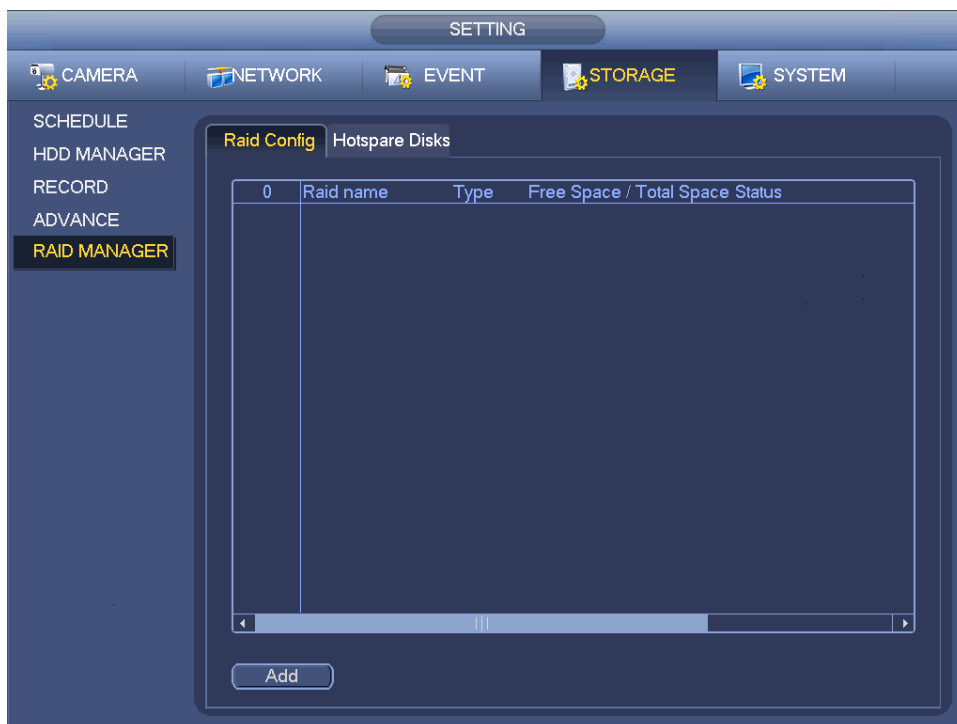 SETTING
CAMERA NETWORK EVENT STORAGE SYSTEM
SCHEDULE
HDD MANAGER
RECORD
ADVANCE
RAID MANAGER
Raid Config Hotspare Disks
0 Raid name Type Free Space / Total Space Status
Add